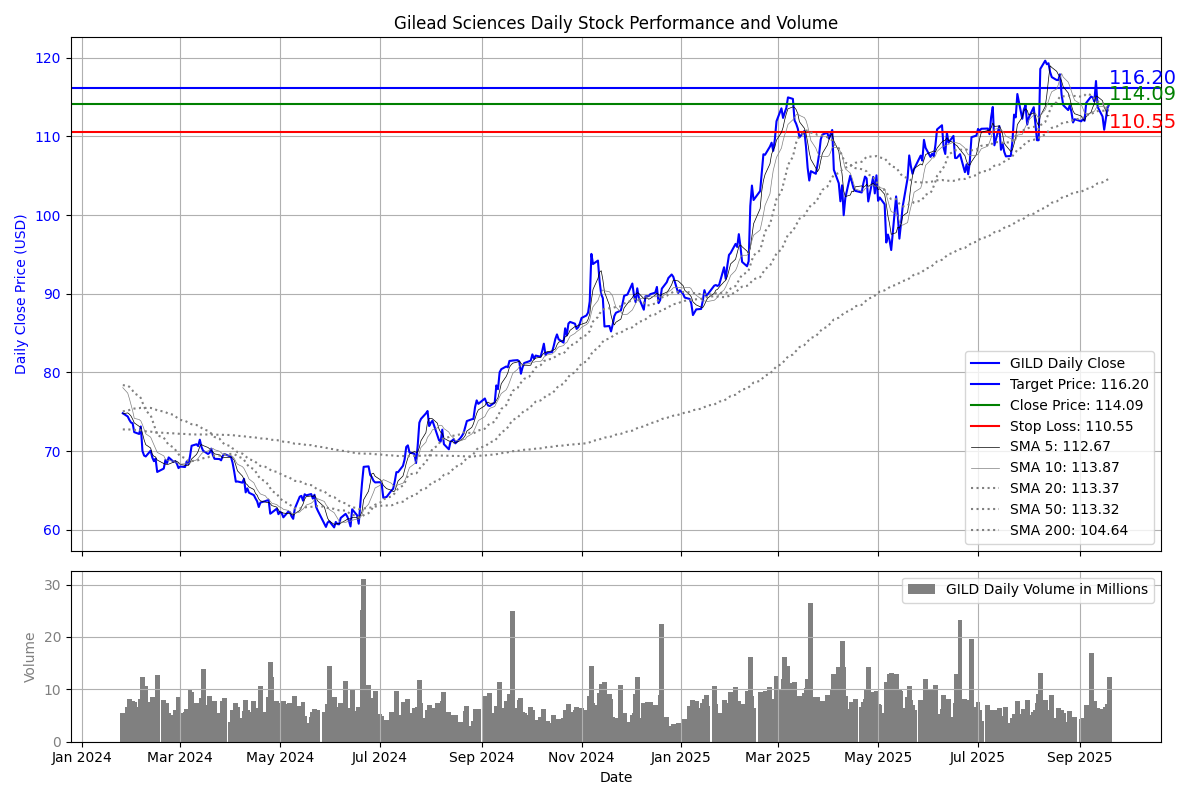 Gilead Sciences Daily Stock Performance and Volume
120
110
100
90
80
70
60
Daily Close Price (USD)
116.20
114.09
110.55
GILD Daily Close
Target Price: 116.20
Close Price: 114.09
Stop Loss: 110.55
SMA 5: 112.67
SMA 10: 113.87
SMA 20: 113.37
SMA 50: 113.32
SMA 200: 104.64
30
20
10
0
Volume
GILD Daily Volume in Millions
Jan 2024 Mar 2024 May 2024 Jul 2024 Sep 2024 Nov 2024 Jan 2025 Mar 2025 May 2025 Jul 2025 Sep 2025
Date